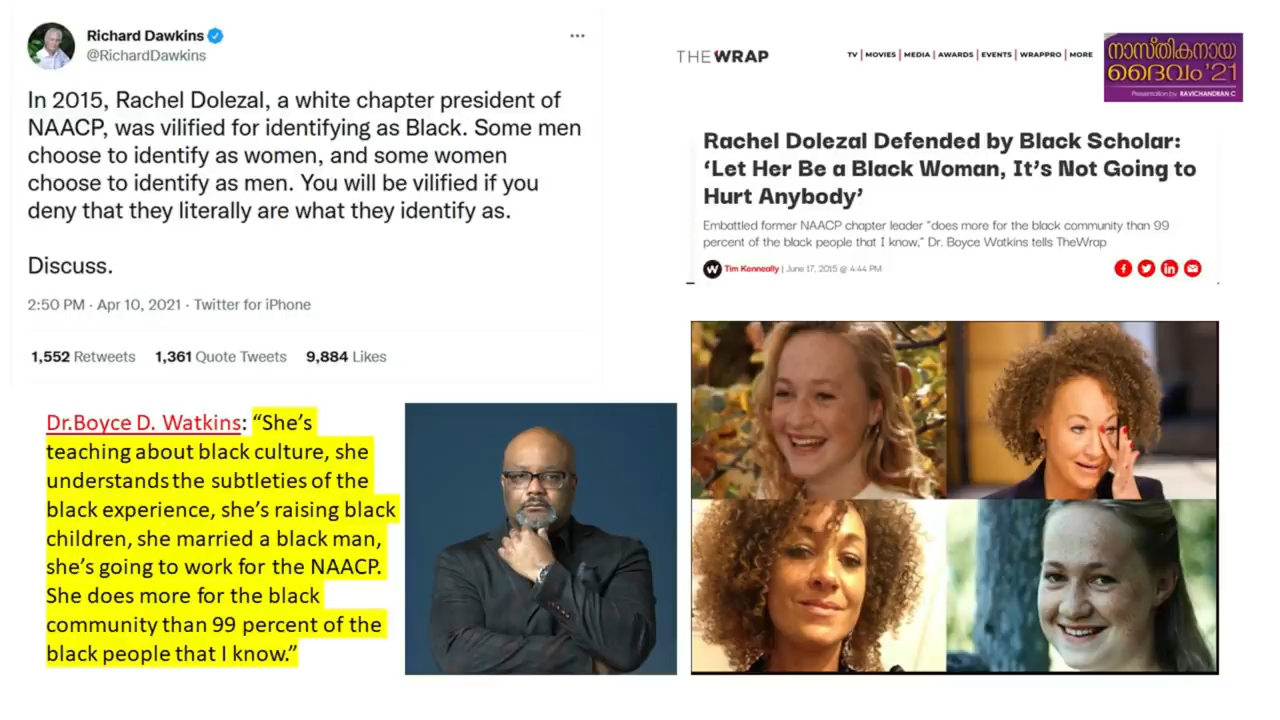 Richard Dawkins
@RichardDawkins
In 2015, Rachel Dolezal, a white chapter president of
NAACP, was vilified for identifying as Black. Some men
choose to identify as women, and some women
choose to identify as men. You will be vilified if you
deny that they literally are what they identify as.
Discuss.
2:50 PM · Apr 10, 2021 · Twitter for iPhone
1,552 Retweets 1,361 Quote Tweets 9,884 Likes
Dr.Boyce D. Watkins: “She’s
teaching about black culture, she
understands the subtleties of the
black experience, she’s raising black
children, she married a black man,
she’s going to work for the NAACP.
She does more for the black
community than 99 percent of the
black people that I know.”
THEWRAP
TV | MOVIES | MEDIA | AWARDS | EVENTS | WRAPPRO | MORE
നാസ്തികനായ
ദൈവം '21
Presentation by RAVICHANDRAN C
Rachel Dolezal Defended by Black Scholar:
‘Let Her Be a Black Woman, It’s Not Going to
Hurt Anybody’
Embattled former NAACP chapter leader “does more for the black community than 99
percent of the black people that I know,” Dr. Boyce Watkins tells TheWrap
W Tim Kenneally | June 17, 2015 @ 4:44 PM